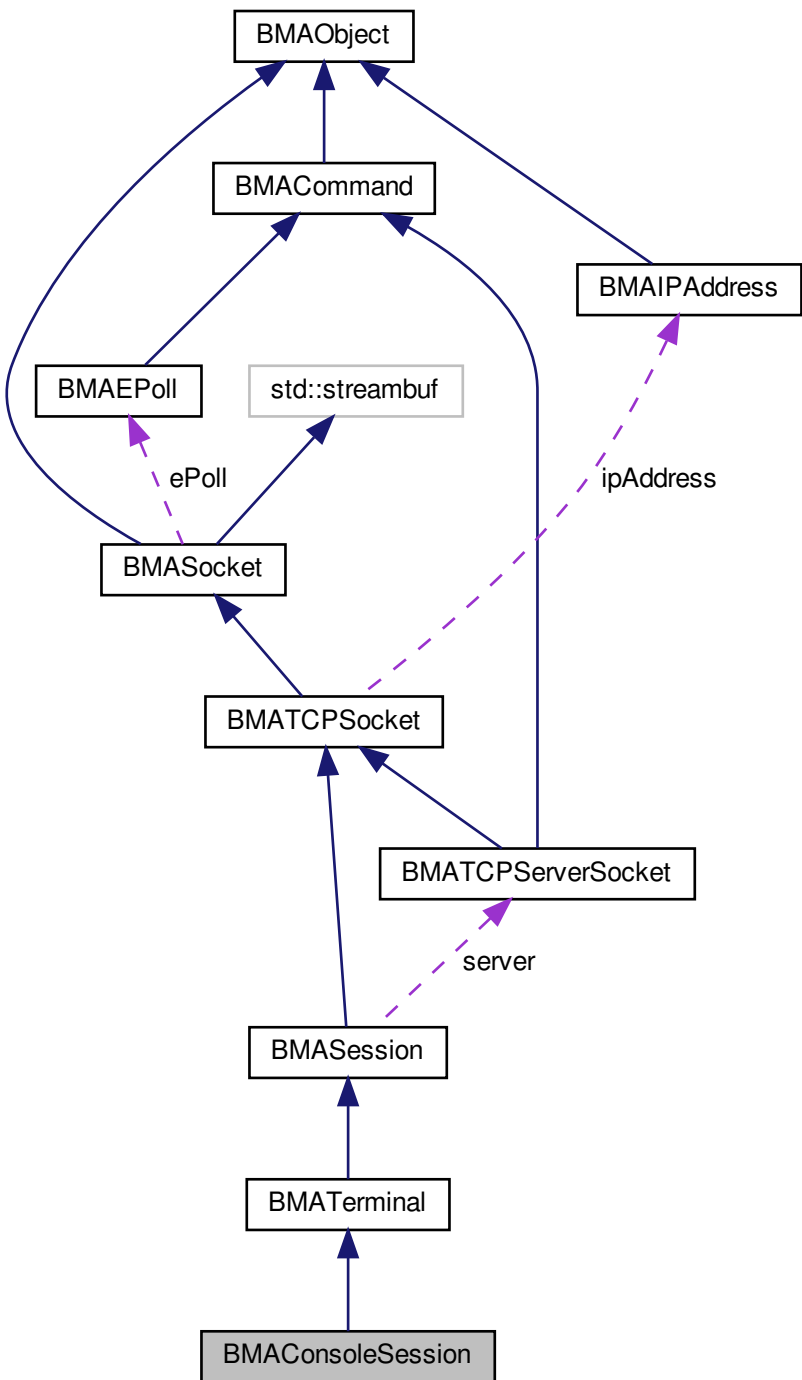 BMAObject
BMACommand
BMAIPAddress
BMAEPoll
std::streambuf
ePoll
ipAddress
BMASocket
BMATCPSocket
BMATCPServerSocket
server
BMASession
BMATerminal
BMAConsoleSession